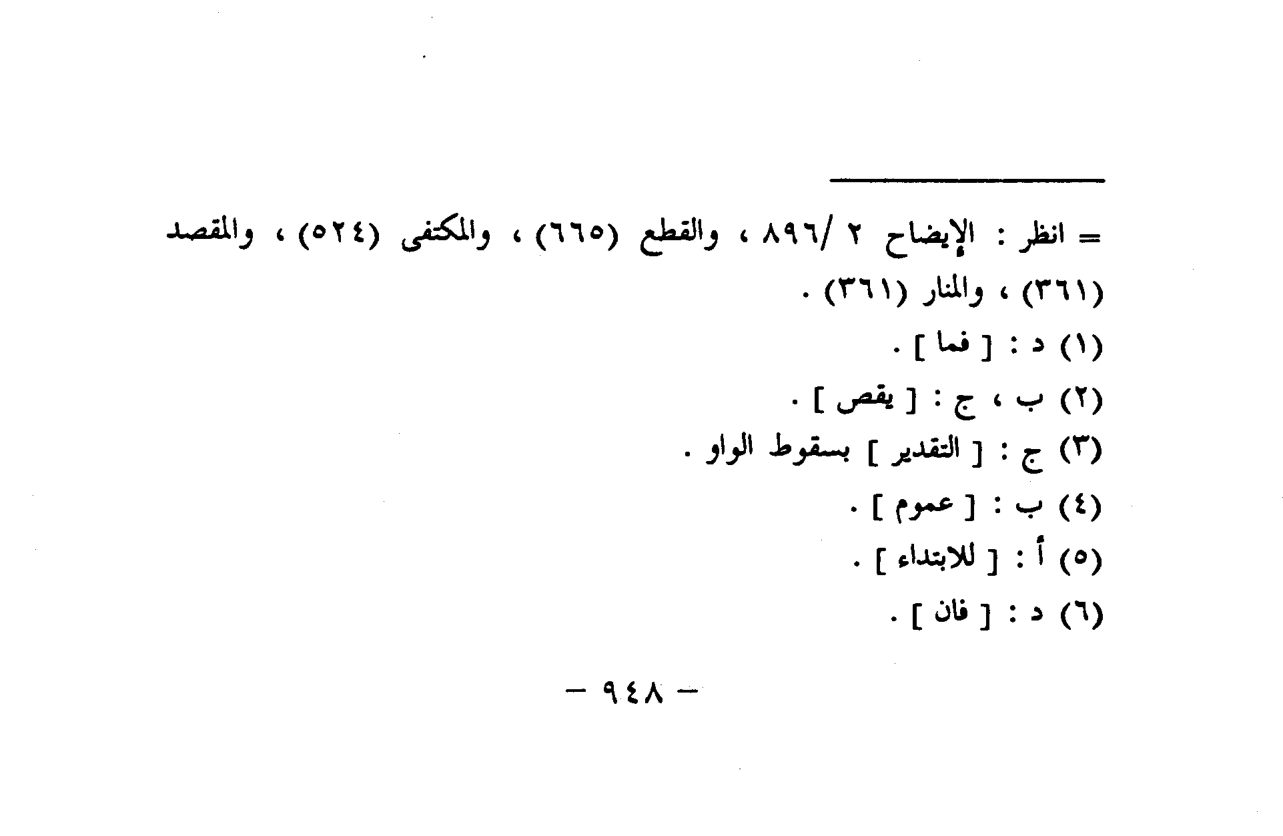 = انظر : الإيضاح ٢ /٨٩٦ ، والقطع (٦٦٥) ، والمكتفى (٥٢٤) ، والمقصد
(٣٦١) ، والمنار (٣٦١) .
(١) د : [ فما ] .
(٢) ب ، ج : [ يقص ] .
(٣) ج : [ التقدير ] بسقوط الواو .
(٤) ب : [ عموم ] .
(٥) أ : [ للابتداء ] .
(٦) د : [ فان ] .
– ٩٤٨ –